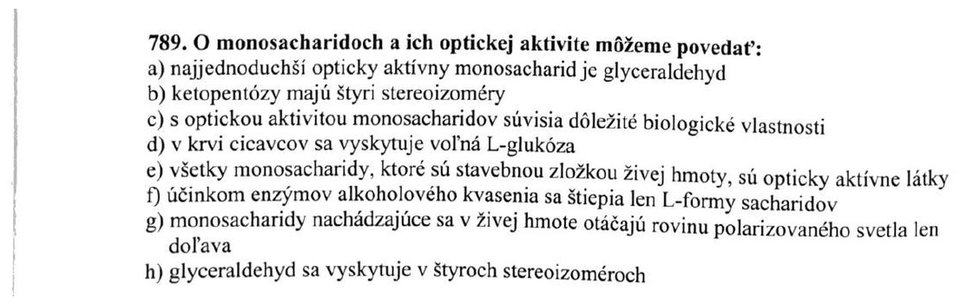 789. O monosacharidoch a ich optickej aktivite môžeme povedať:
a) najjednoduchší opticky aktívny monosacharid je glyceraldehyd
b) ketopentózy majú štyri stereoizoméry
c) s optickou aktivitou monosacharidov súvisia dôležité biologické vlastnosti
d) v krvi cicavcov sa vyskytuje voľná L-glukóza
e) všetky monosacharidy, ktoré sú stavebnou zložkou živej hmoty, sú opticky aktívne látky
f) účinkom enzýmov alkoholového kvasenia sa štiepia len L-formy sacharidov
g) monosacharidy nachádzajúce sa v živej hmote otáčajú rovinu polarizovaného svetla len
doľava
h) glyceraldehyd sa vyskytuje v štyroch stereoizoméroch